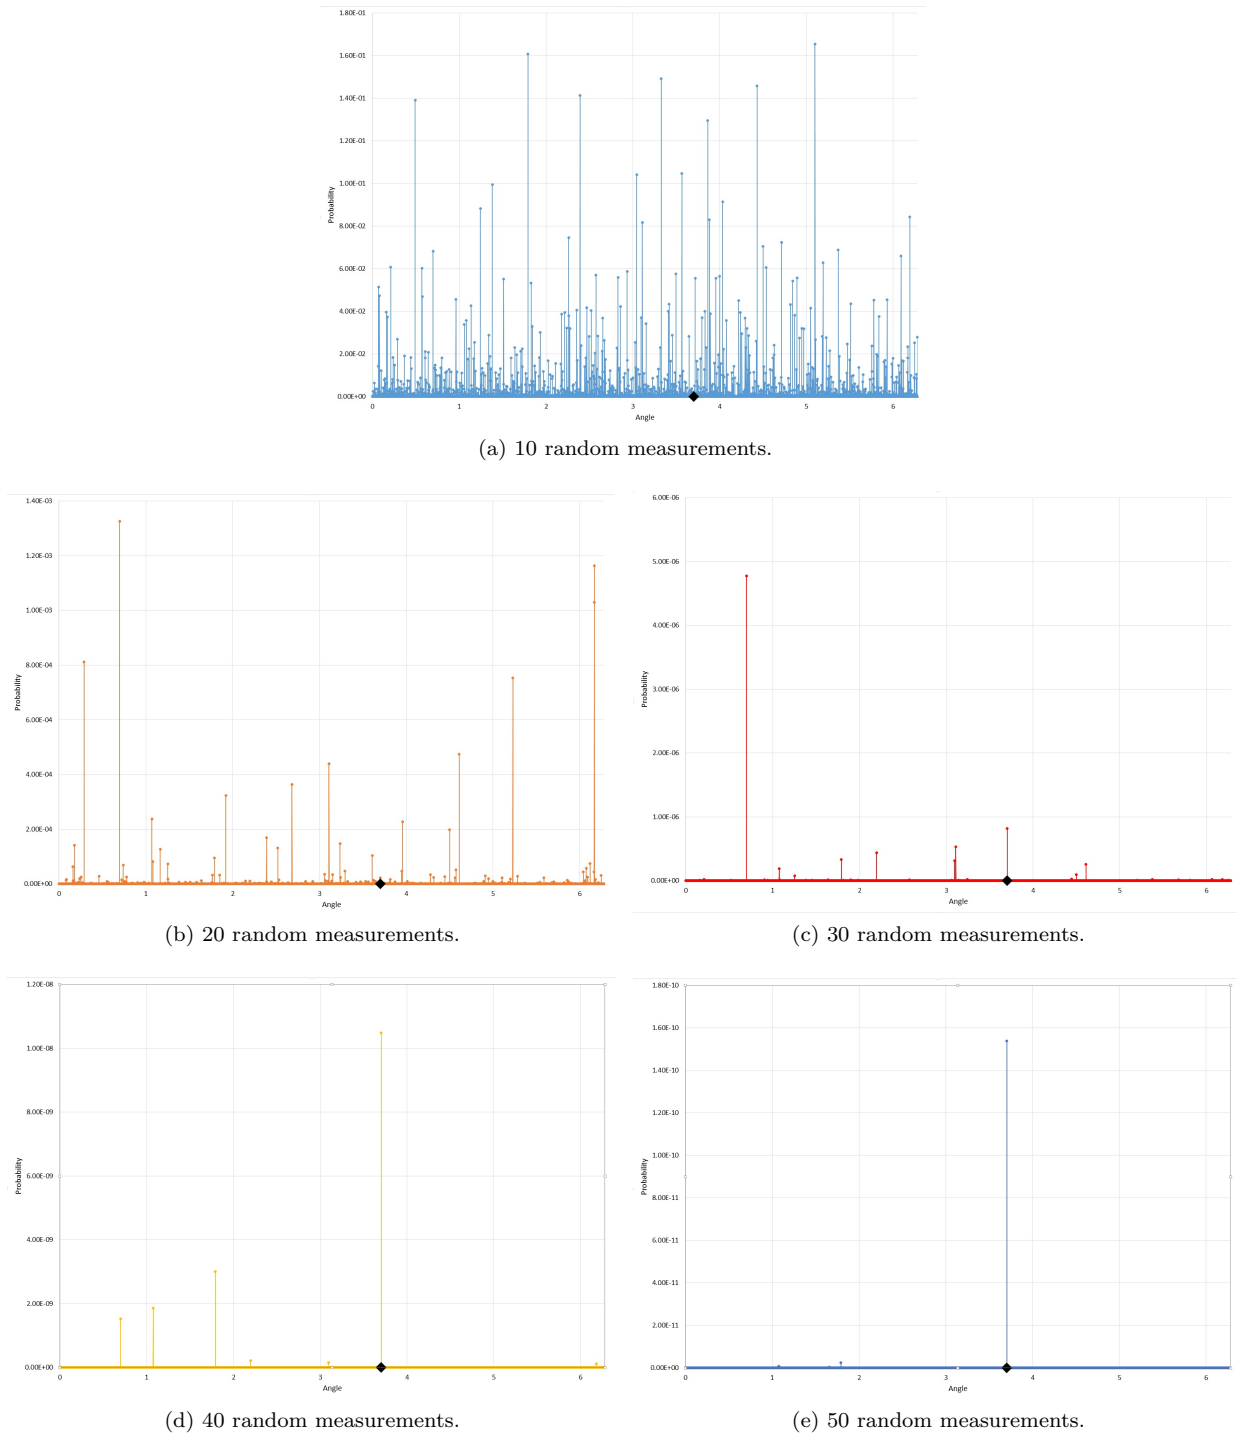 1.80E-01
1.60E-01
1.40E-01
1.20E-01
1.00E-01
8.00E-02
6.00E-02
4.00E-02
2.00E-02
0.00E+00
Probability
0 1 2 3 4 5 6
Angle
(a) 10 random measurements.
1.40E-03
1.20E-03
1.00E-03
8.00E-04
6.00E-04
4.00E-04
2.00E-04
0.00E+00
Probability
0 1 2 3 4 5 6
Angle
(b) 20 random measurements.
6.00E-06
5.00E-06
4.00E-06
3.00E-06
2.00E-06
1.00E-06
0.00E+00
Probability
0 1 2 3 4 5 6
Angle
(c) 30 random measurements.
1.20E-08
1.00E-08
8.00E-09
6.00E-09
4.00E-09
2.00E-09
0.00E+00
Probability
0 1 2 3 4 5 6
Angle
(d) 40 random measurements.
1.80E-10
1.60E-10
1.40E-10
1.20E-10
1.00E-10
8.00E-11
6.00E-11
4.00E-11
2.00E-11
0.00E+00
Probability
0 1 2 3 4 5 6
Angle
(e) 50 random measurements.